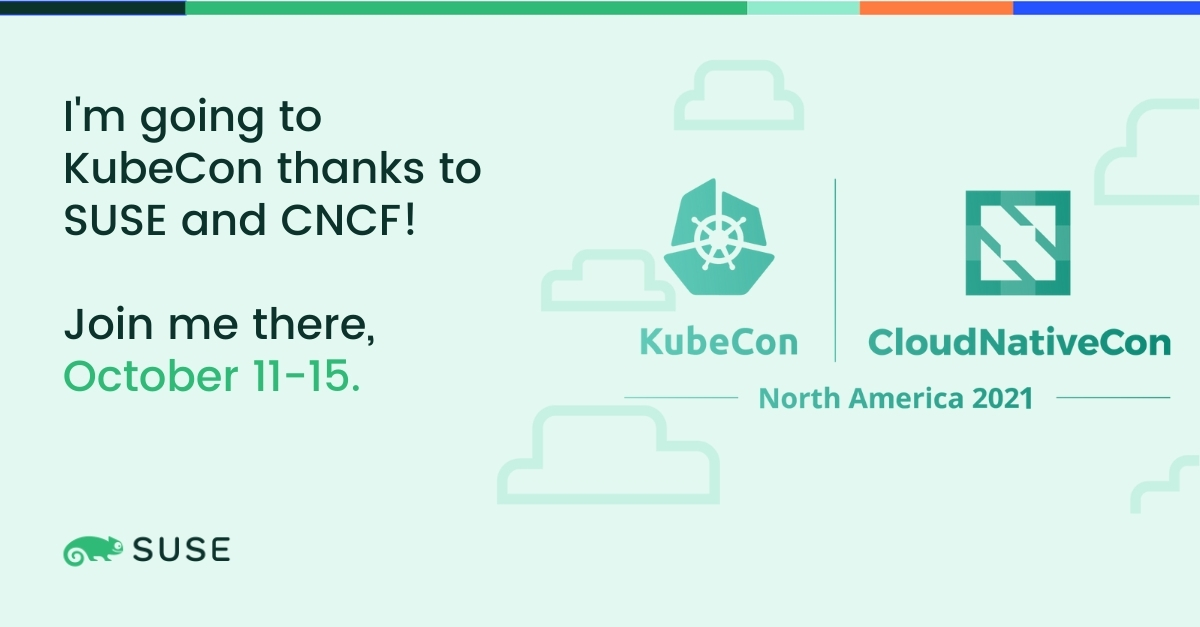 I'm going to
KubeCon thanks to
SUSE and CNCF!
Join me there,
October 11-15.
KubeCon
CloudNativeCon
North America 2021
SUSE